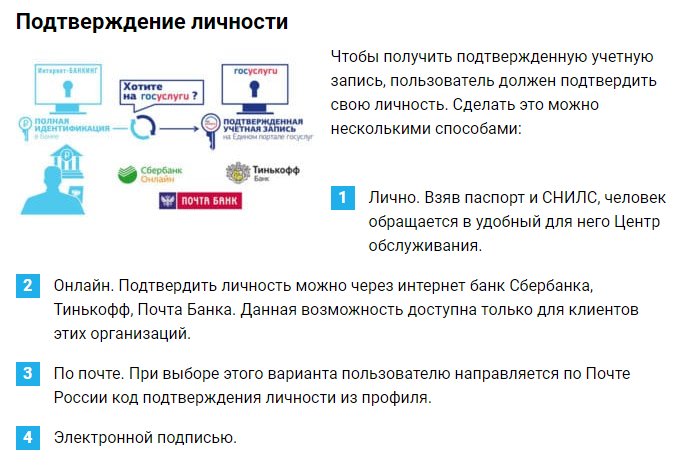 Подтверждение личности
Интернет-БАНКИНГ
госуслуги
Хотите
на госуслуги ?
ПОЛНАЯ
ИДЕНТИФИКАЦИЯ
в банке
ПОДТВЕРЖДЕННАЯ
УЧЕТНАЯ ЗАПИСЬ
на Едином портале госуслуг
Сбербанк
Онлайн
Тинькофф
Банк
ПОЧТА БАНК
Чтобы получить подтвержденную учетную
запись, пользователь должен подтвердить
свою личность. Сделать это можно
несколькими способами:
1 Лично. Взяв паспорт и СНИЛС, человек
обращается в удобный для него Центр
обслуживания.
2 Онлайн. Подтвердить личность можно через интернет банк Сбербанка,
Тинькофф, Почта Банка. Данная возможность доступна только для клиентов
этих организаций.
3 По почте. При выборе этого варианта пользователю направляется по Почте
России код подтверждения личности из профиля.
4 Электронной подписью.